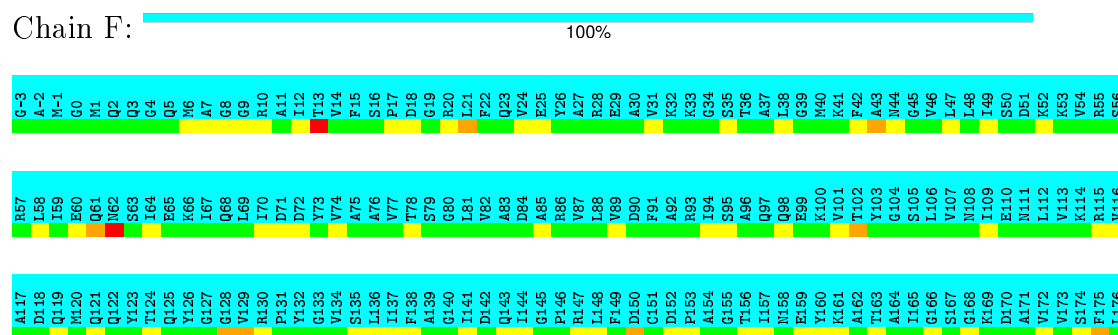 Chain F:
100%
G-3 A-2 M-1 G0 M1 Q2 Q3 G4 Q5 M6 A7 G8 G9 R10 A11 I12 T13 V14 F15 S16 P17 D18 G19 R20 L21 F22 Q23 V24 E25 Y26 A27 R28 E29 A30 V31 K32 K33 G34 S35 T36 A37 L38 G39 M40 K41 F42 A43 N44 G45 V46 L47 L48 I49 S50 D51 K52 K53 V54 R55 S56
R57 L58 I59 E60 Q61 N62 S63 I64 E65 K66 I67 Q68 L69 I70 D71 D72 Y73 V74 A75 A76 V77 T78 S79 G80 L81 V82 A83 D84 A85 R86 V87 L88 V89 D90 F91 A92 R93 I94 S95 A96 Q97 Q98 E99 K100 V101 T102 Y103 G104 S105 L106 V107 N108 I109 E110 N111 L112 V113 K114 R115 V116
A117 D118 Q119 M120 Q121 Q122 Y123 T124 Q125 Y126 G127 G128 V129 R130 P131 Y132 G133 V134 S135 L136 I137 F138 A139 G140 I141 D142 Q143 I144 G145 P146 R147 L148 F149 D150 C151 D152 P153 A154 G155 T156 I157 N158 E159 Y160 K161 A162 T163 A164 I165 G166 S167 G168 K169 D170 A171 V172 V173 S174 F175